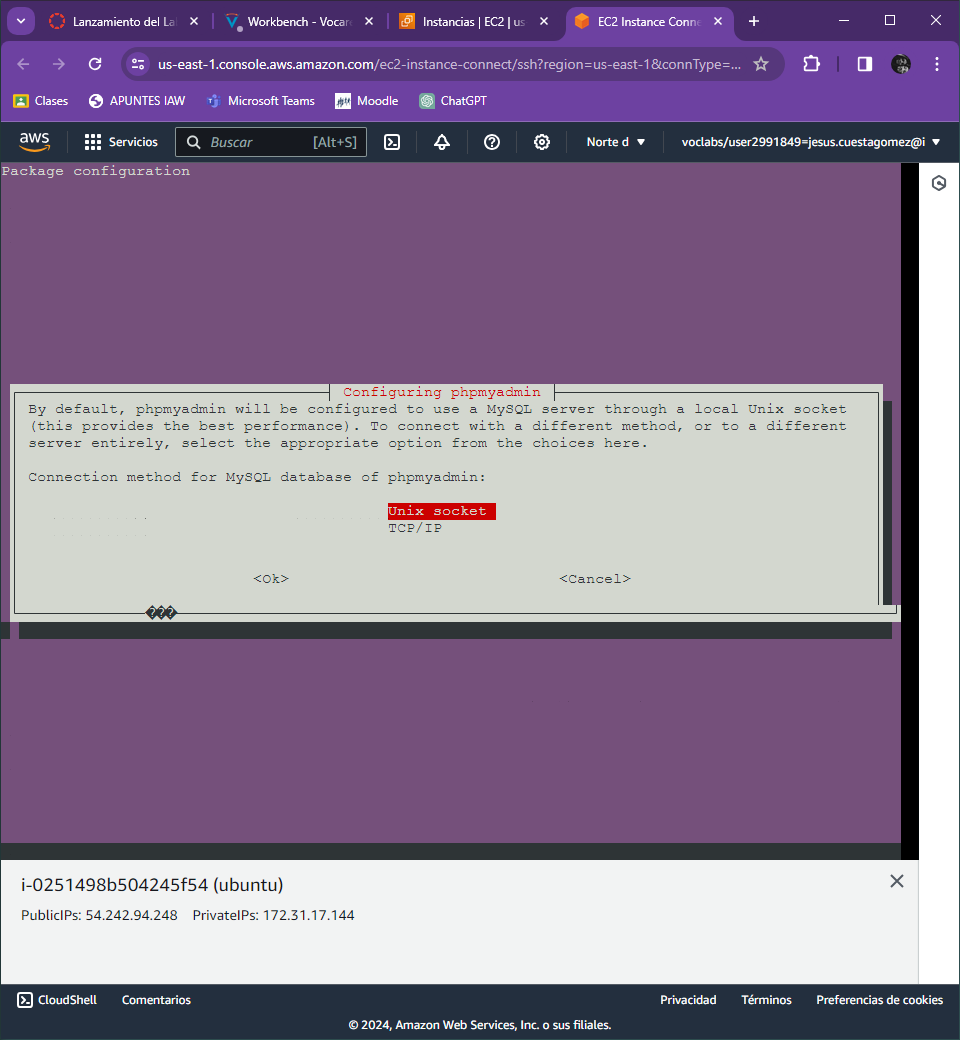 Lanzamiento del La
Workbench - Vocar
Instancias | EC2 | us
EC2 Instance Conne
us-east-1.console.aws.amazon.com/ec2-instance-connect/ssh?region=us-east-1&connType=...
Clases
APUNTES IAW
Microsoft Teams
Moodle
ChatGPT
aws
Servicios
Buscar
[Alt+S]
Norte d
voclabs/user2991849=jesus.cuestagomez@i
Package configuration
Configuring phpmyadmin
By default, phpmyadmin will be configured to use a MySQL server through a local Unix socket
(this provides the best performance). To connect with a different method, or to a different
server entirely, select the appropriate option from the choices here.
Connection method for MySQL database of phpmyadmin:
Unix socket
TCP/IP
<Ok>
<Cancel>
���
i-0251498b504245f54 (ubuntu)
PublicIPs: 54.242.94.248 PrivateIPs: 172.31.17.144
CloudShell
Comentarios
Privacidad
Términos
Preferencias de cookies
© 2024, Amazon Web Services, Inc. o sus filiales.